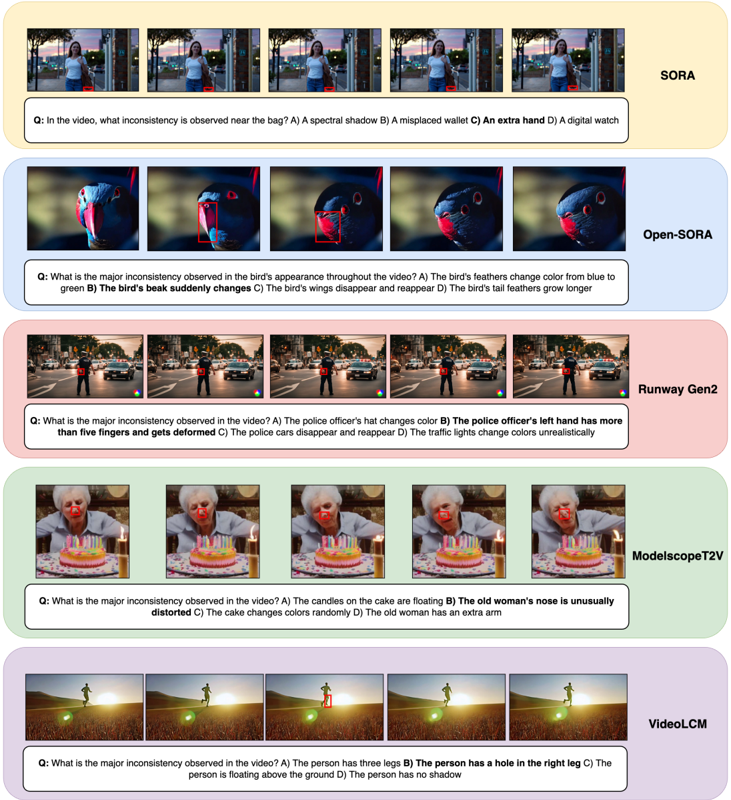 SORA
Q: In the video, what inconsistency is observed near the bag? A) A spectral shadow B) A misplaced wallet C) An extra hand D) A digital watch
Open-SORA
Q: What is the major inconsistency observed in the bird's appearance throughout the video? A) The bird's feathers change color from blue to
green B) The bird's beak suddenly changes C) The bird's wings disappear and reappear D) The bird's tail feathers grow longer
Runway Gen2
Q: What is the major inconsistency observed in the video? A) The police officer's hat changes color B) The police officer's left hand has more
than five fingers and gets deformed C) The police cars disappear and reappear D) The traffic lights change colors unrealistically
ModelscopeT2V
Q: What is the major inconsistency observed in the video? A) The candles on the cake are floating B) The old woman's nose is unusually
distorted C) The cake changes colors randomly D) The old woman has an extra arm
VideoLCM
Q: What is the major inconsistency observed in the video? A) The person has three legs B) The person has a hole in the right leg C) The
person is floating above the ground D) The person has no shadow